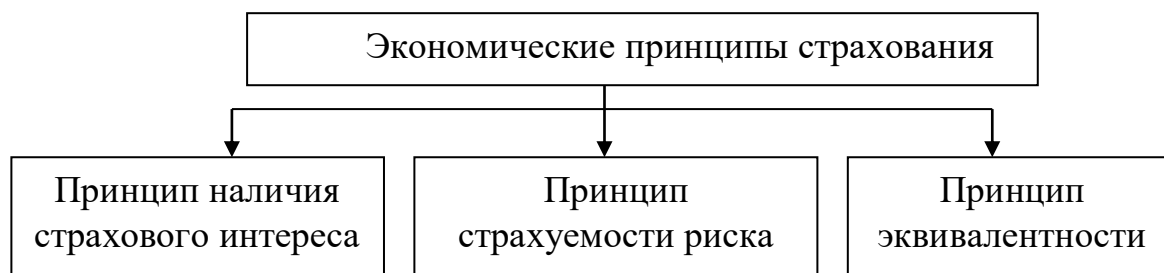 Экономические принципы страхования
Принцип наличия
страхового интереса
Принцип
страхуемости риска
Принцип
эквивалентности